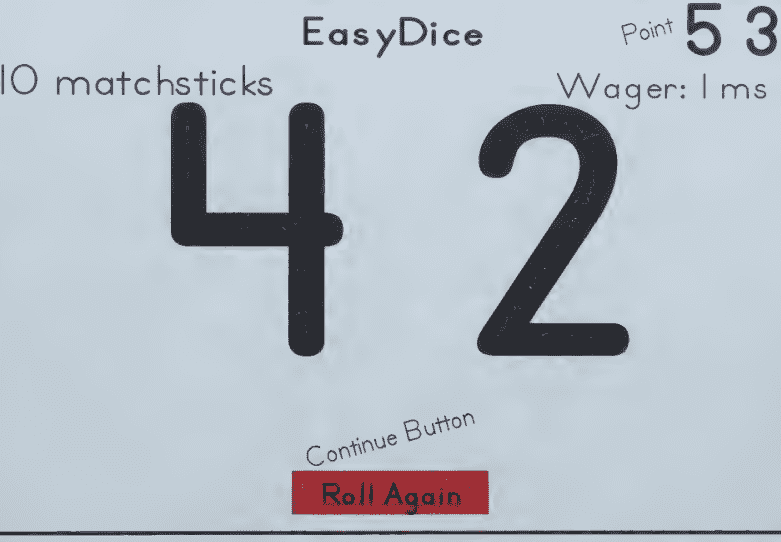 EasyDice
Point 5 3
10 matchsticks
Wager: 1 ms
4 2
Continue Button
Roll Again